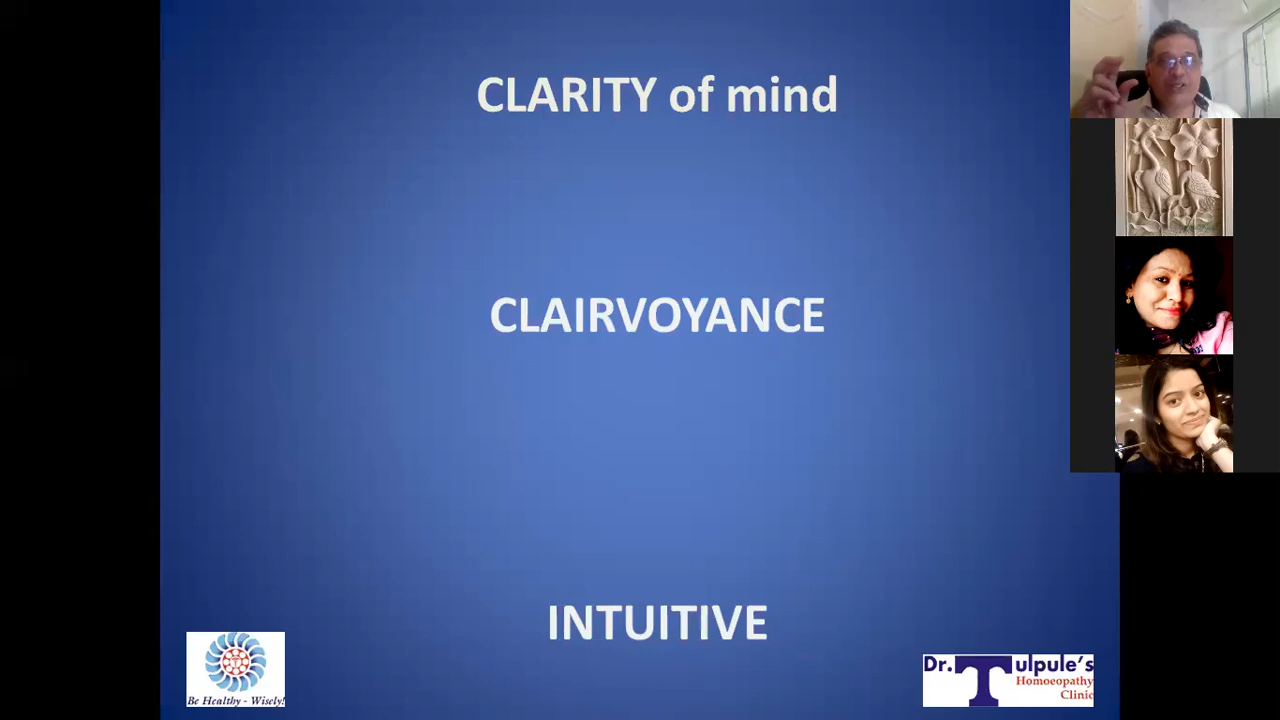 CLARITY of mind
CLAIRVOYANCE
INTUITIVE
Be Healthy - Wisely!
Dr. Tulpule's
Homoeopathy
Clinic